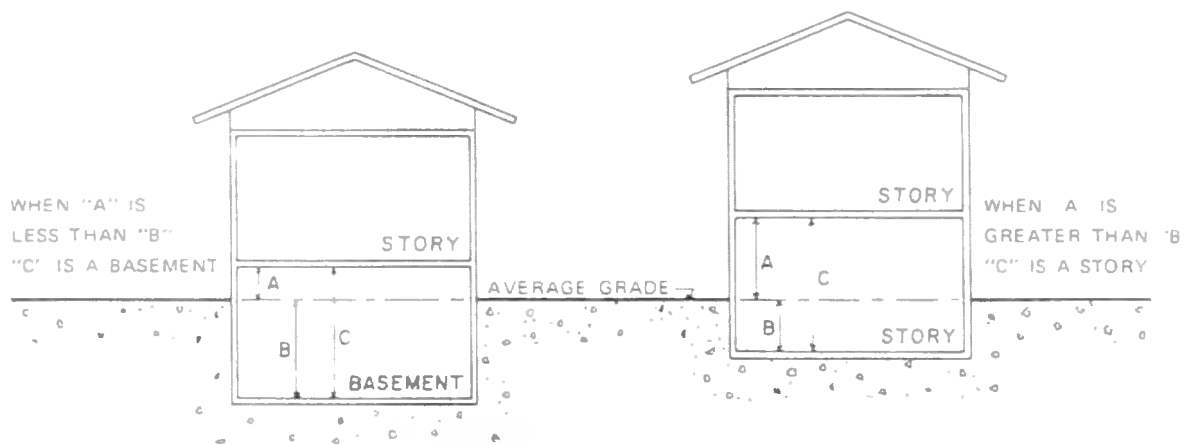 WHEN "A" IS
LESS THAN "B"
"C" IS A BASEMENT
STORY
A
B
C
BASEMENT
AVERAGE GRADE
STORY
A
C
B
STORY
WHEN A IS
GREATER THAN "B
"C" IS A STORY